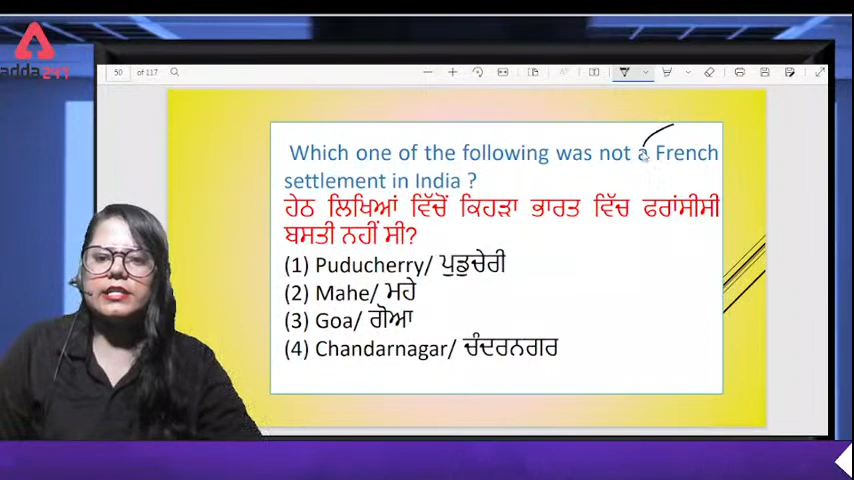 adda247
50 of 117
Which one of the following was not a French
settlement in India ?
ਹੇਠ ਲਿਖਿਆਂ ਵਿੱਚੋਂ ਕਿਹੜਾ ਭਾਰਤ ਵਿੱਚ ਫਰਾਂਸੀਸੀ
ਬਸਤੀ ਨਹੀਂ ਸੀ?
(1) Puducherry/ ਪੁਡੂਚੇਰੀ
(2) Mahe/ ਮਹੇ
(3) Goa/ ਗੋਆ
(4) Chandarnagar/ ਚੰਦਰਨਗਰ